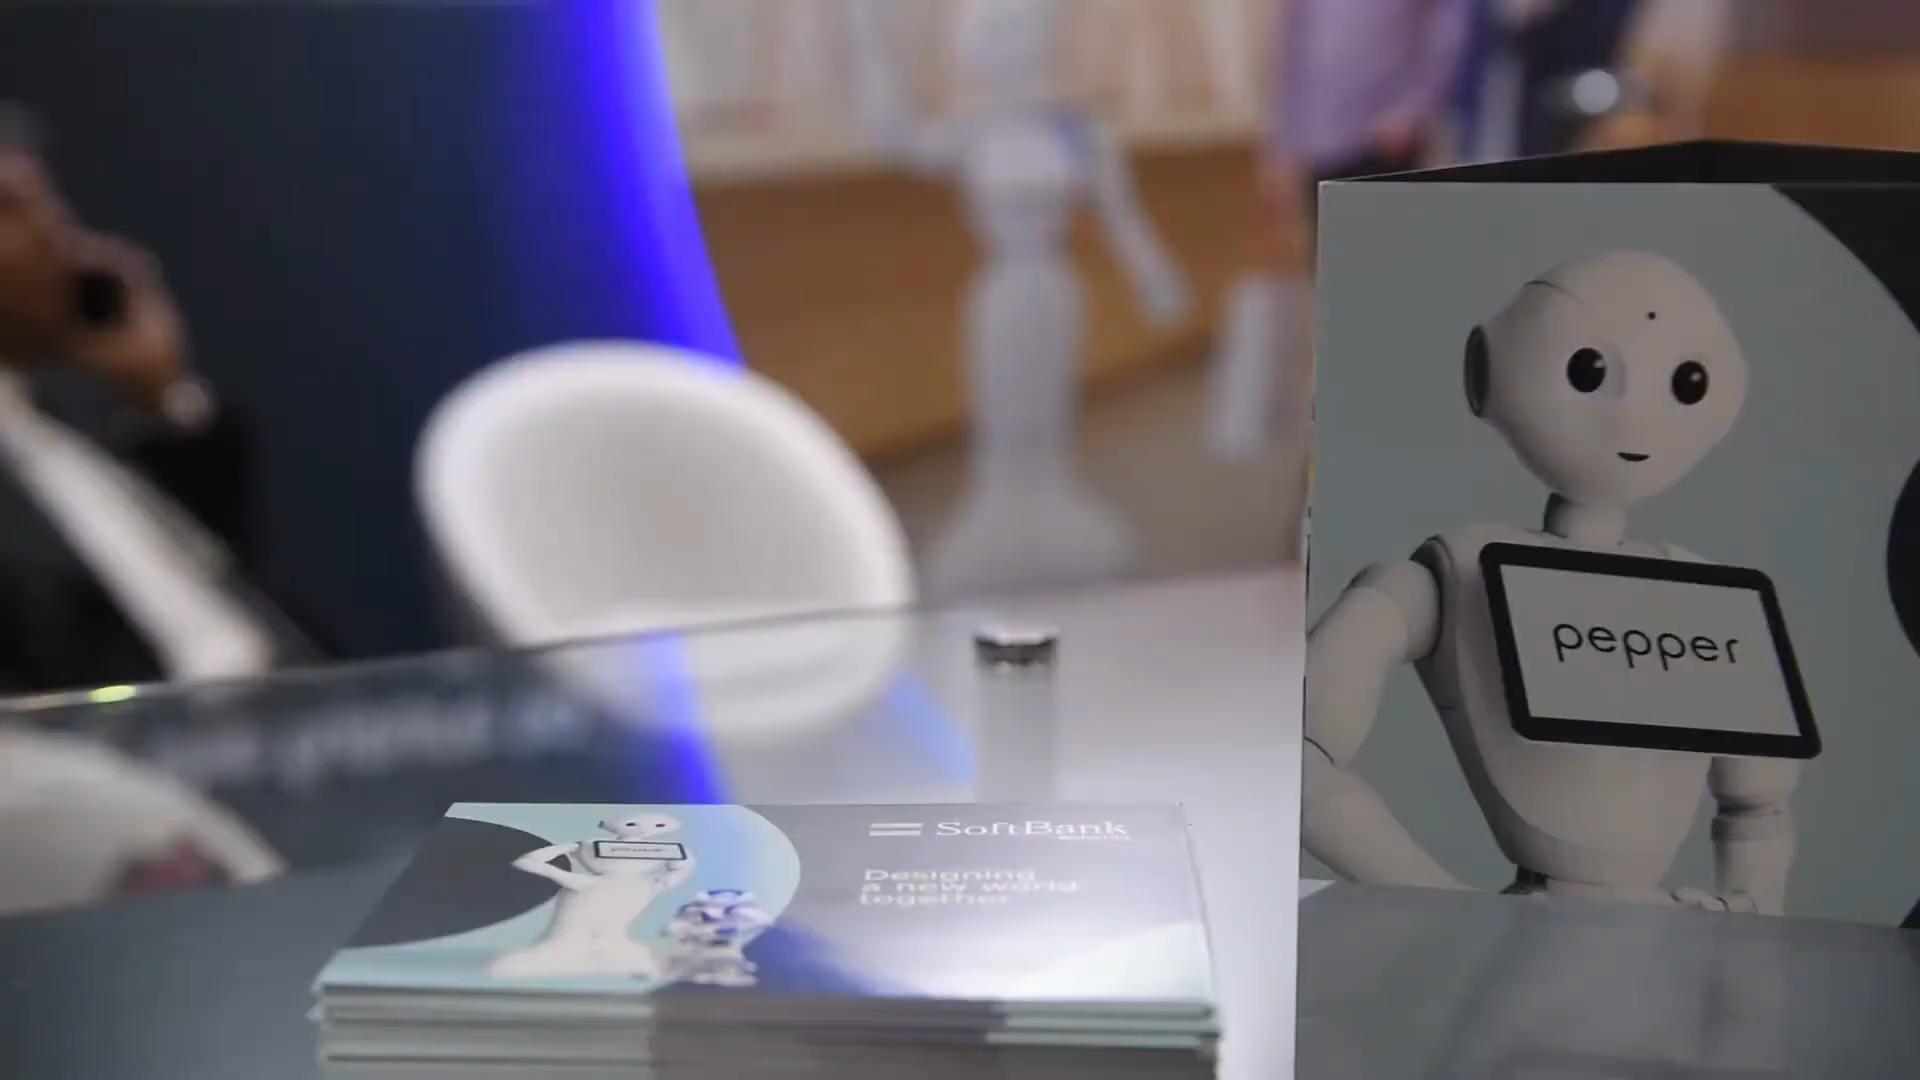 SoftBank
Designing
a new world
together
pepper